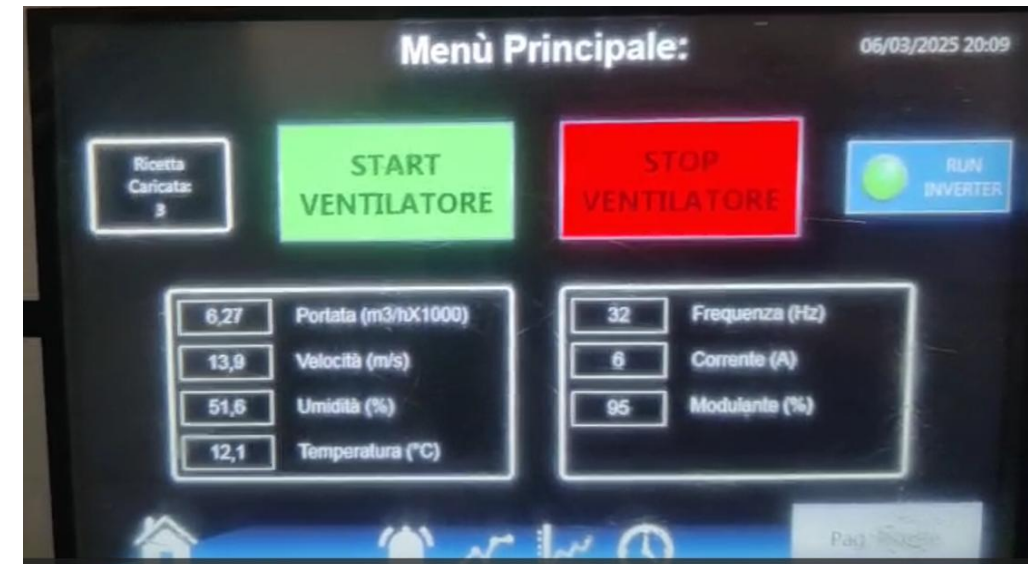 Menù Principale:
06/03/2025 20:09
Ricetta
Caricata:
3
START
VENTILATORE
STOP
VENTILATORE
RUN
INVERTER
6,27 Portata (m3/hX1000)
13,9 Velocità (m/s)
51,6 Umidità (%)
12,1 Temperatura (°C)
32 Frequenza (Hz)
6 Corrente (A)
95 Modulante (%)
Pag.